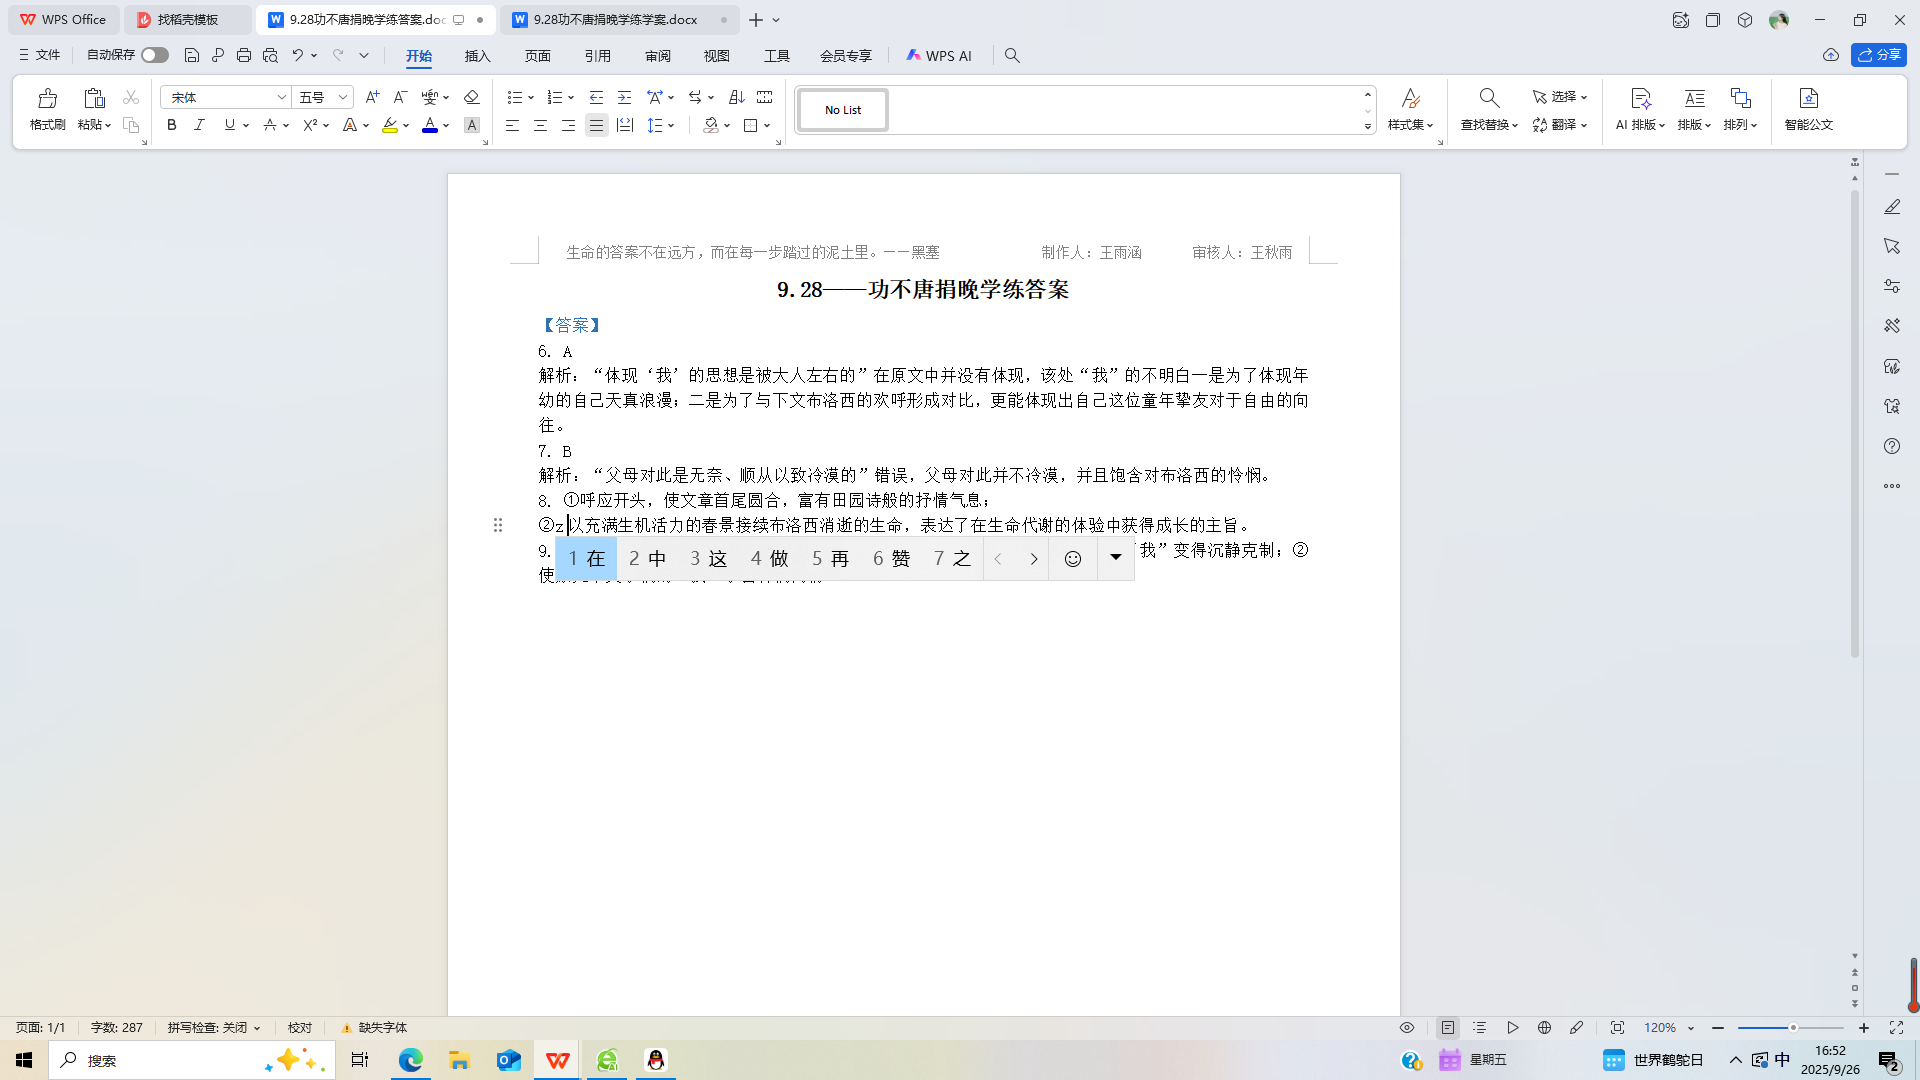 WPS Office
找稻壳模板
9.28功不唐捐晚学练答案.doc
9.28功不唐捐晚学练学案.docx
文件
自动保存
开始
插入
页面
引用
审阅
视图
工具
会员专享
WPS AI
分享
格式刷
粘贴
宋体
五号
No List
样式集
查找替换
选择
翻译
AI 排版
排版
排列
智能公文
生命的答案不在远方，而在每一步踏过的泥土里。——黑塞 制作人：王雨涵 审核人：王秋雨
9.28——功不唐捐晚学练答案
【答案】
6. A
解析：“体现‘我’的思想是被大人左右的”在原文中并没有体现，该处“我”的不明白一是为了体现年
幼的自己天真浪漫；二是为了与下文布洛西的欢呼形成对比，更能体现出自己这位童年挚友对于自由的向
往。
7. B
解析：“父母对此是无奈、顺从以致冷漠的”错误，父母对此并不冷漠，并且饱含对布洛西的怜悯。
8. ①呼应开头，使文章首尾圆合，富有田园诗般的抒情气息；
②z以充满生机活力的春景接续布洛西消逝的生命，表达了在生命代谢的体验中获得成长的主旨。
9. 我”变得沉静克制；②
1 在 2 中 3 这 4 做 5 再 6 赞 7 之
使
页面: 1/1
字数: 287
拼写检查: 关闭
校对
缺失字体
120%
搜索
星期五
世界鹤鸵日
中
16:52
2025/9/26
2